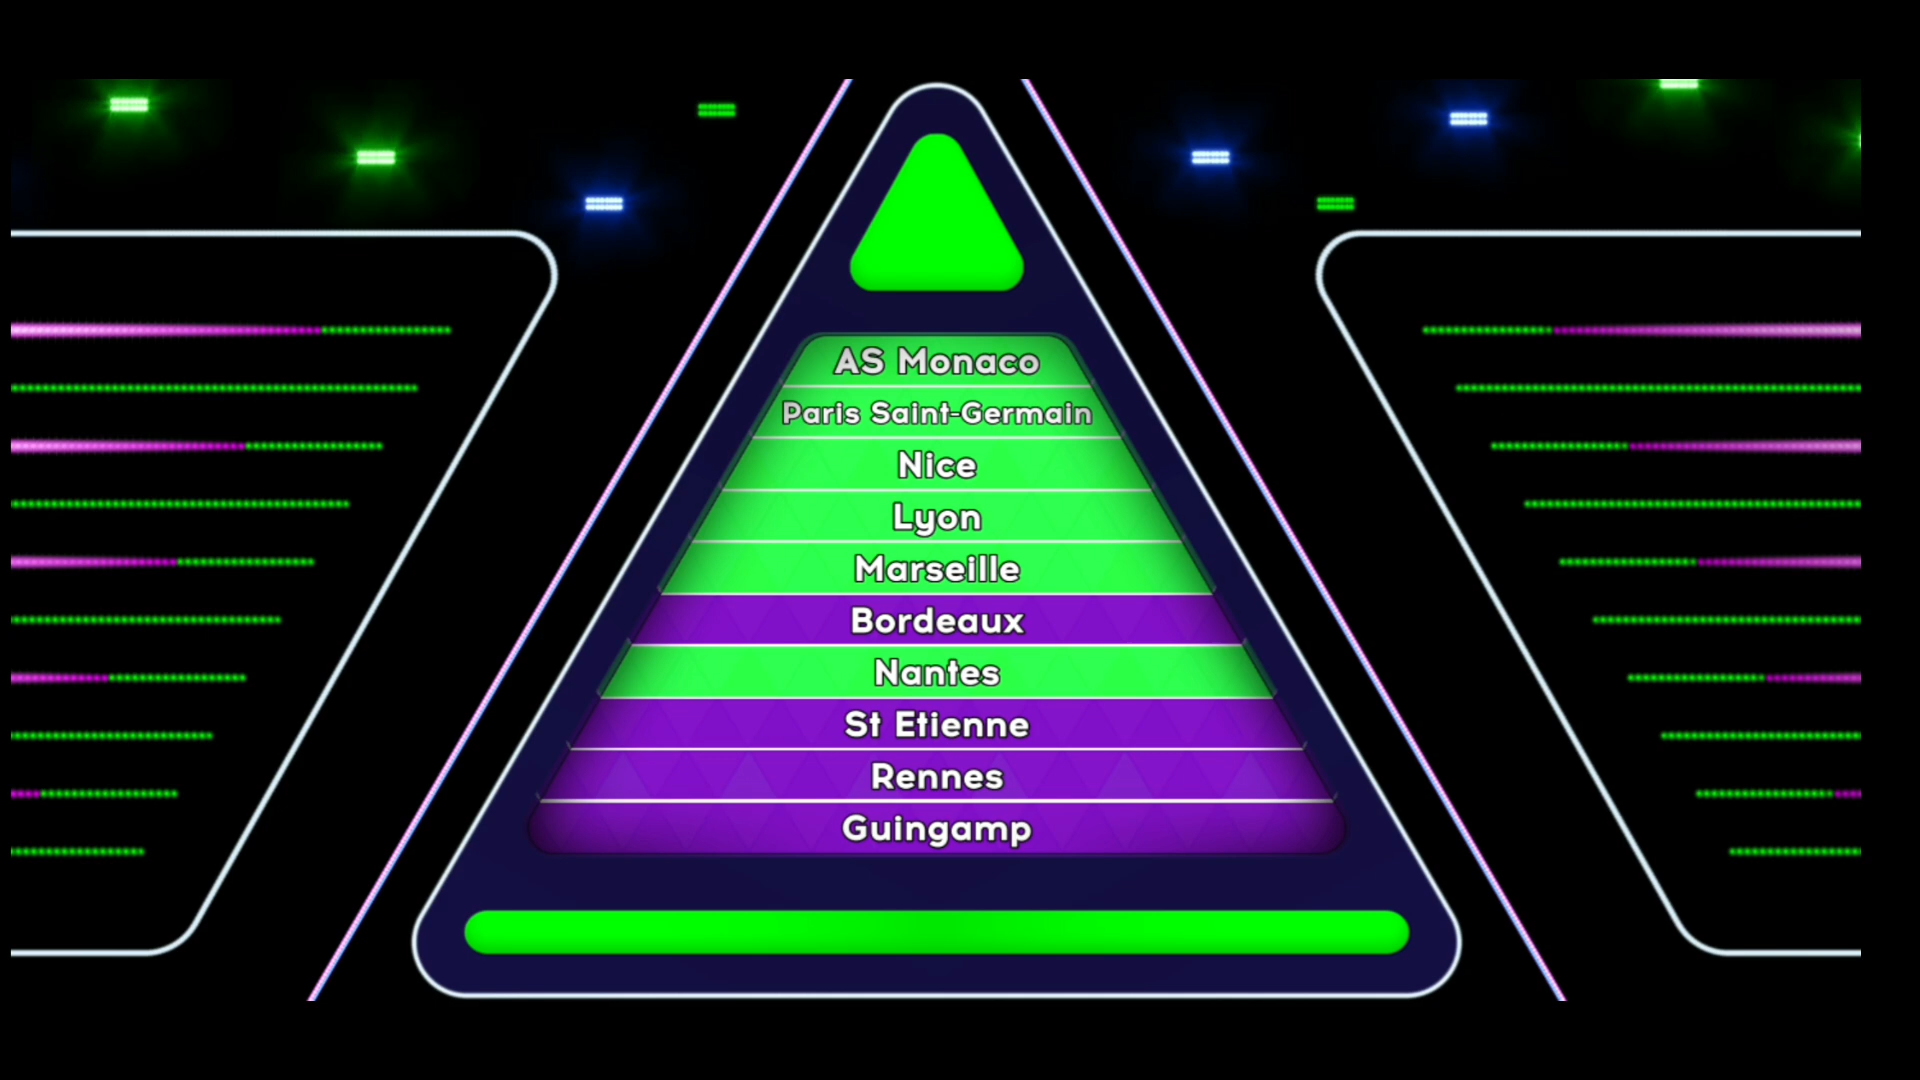 AS Monaco
Paris Saint-Germain
Nice
Lyon
Marseille
Bordeaux
Nantes
St Etienne
Rennes
Guingamp